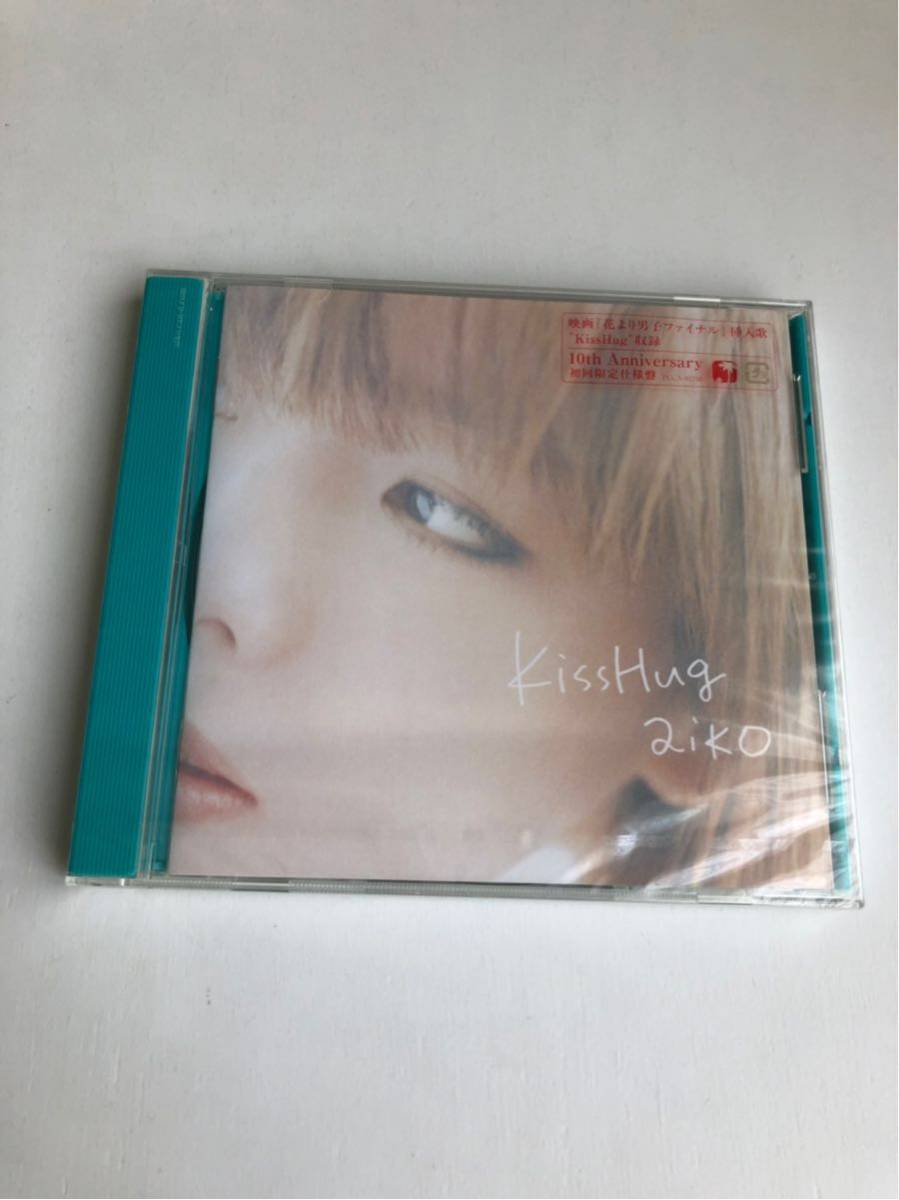 映画「花より男子ファイナル」挿入歌
"KissHug"収録
10th Anniversary
初回限定仕様盤
KissHug
aiko